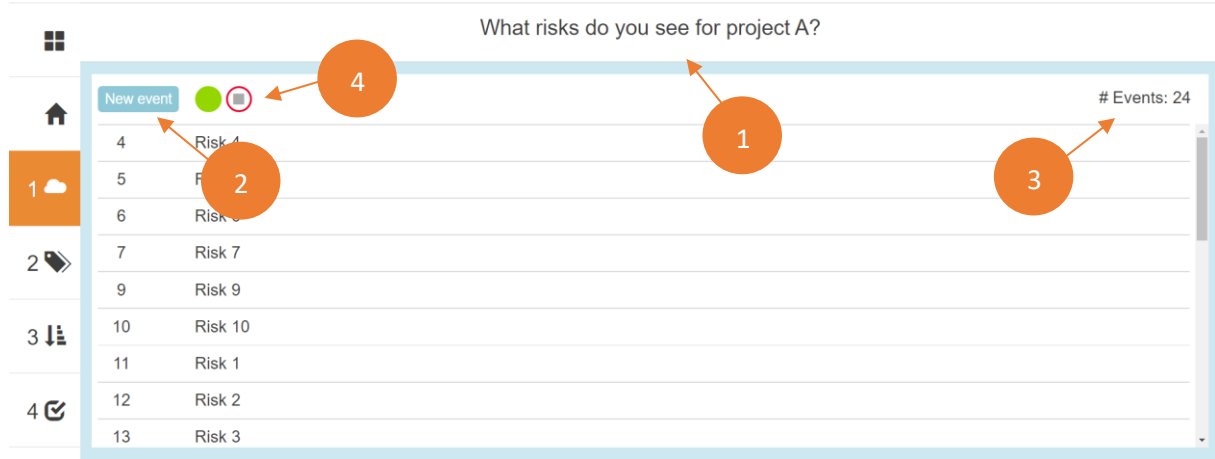 What risks do you see for project A?
New event
4
# Events: 24
4 Risk 4
1
5
2
3
6 Risk
7 Risk 7
9 Risk 9
10 Risk 10
11 Risk 1
12 Risk 2
13 Risk 3
1
2
3
4